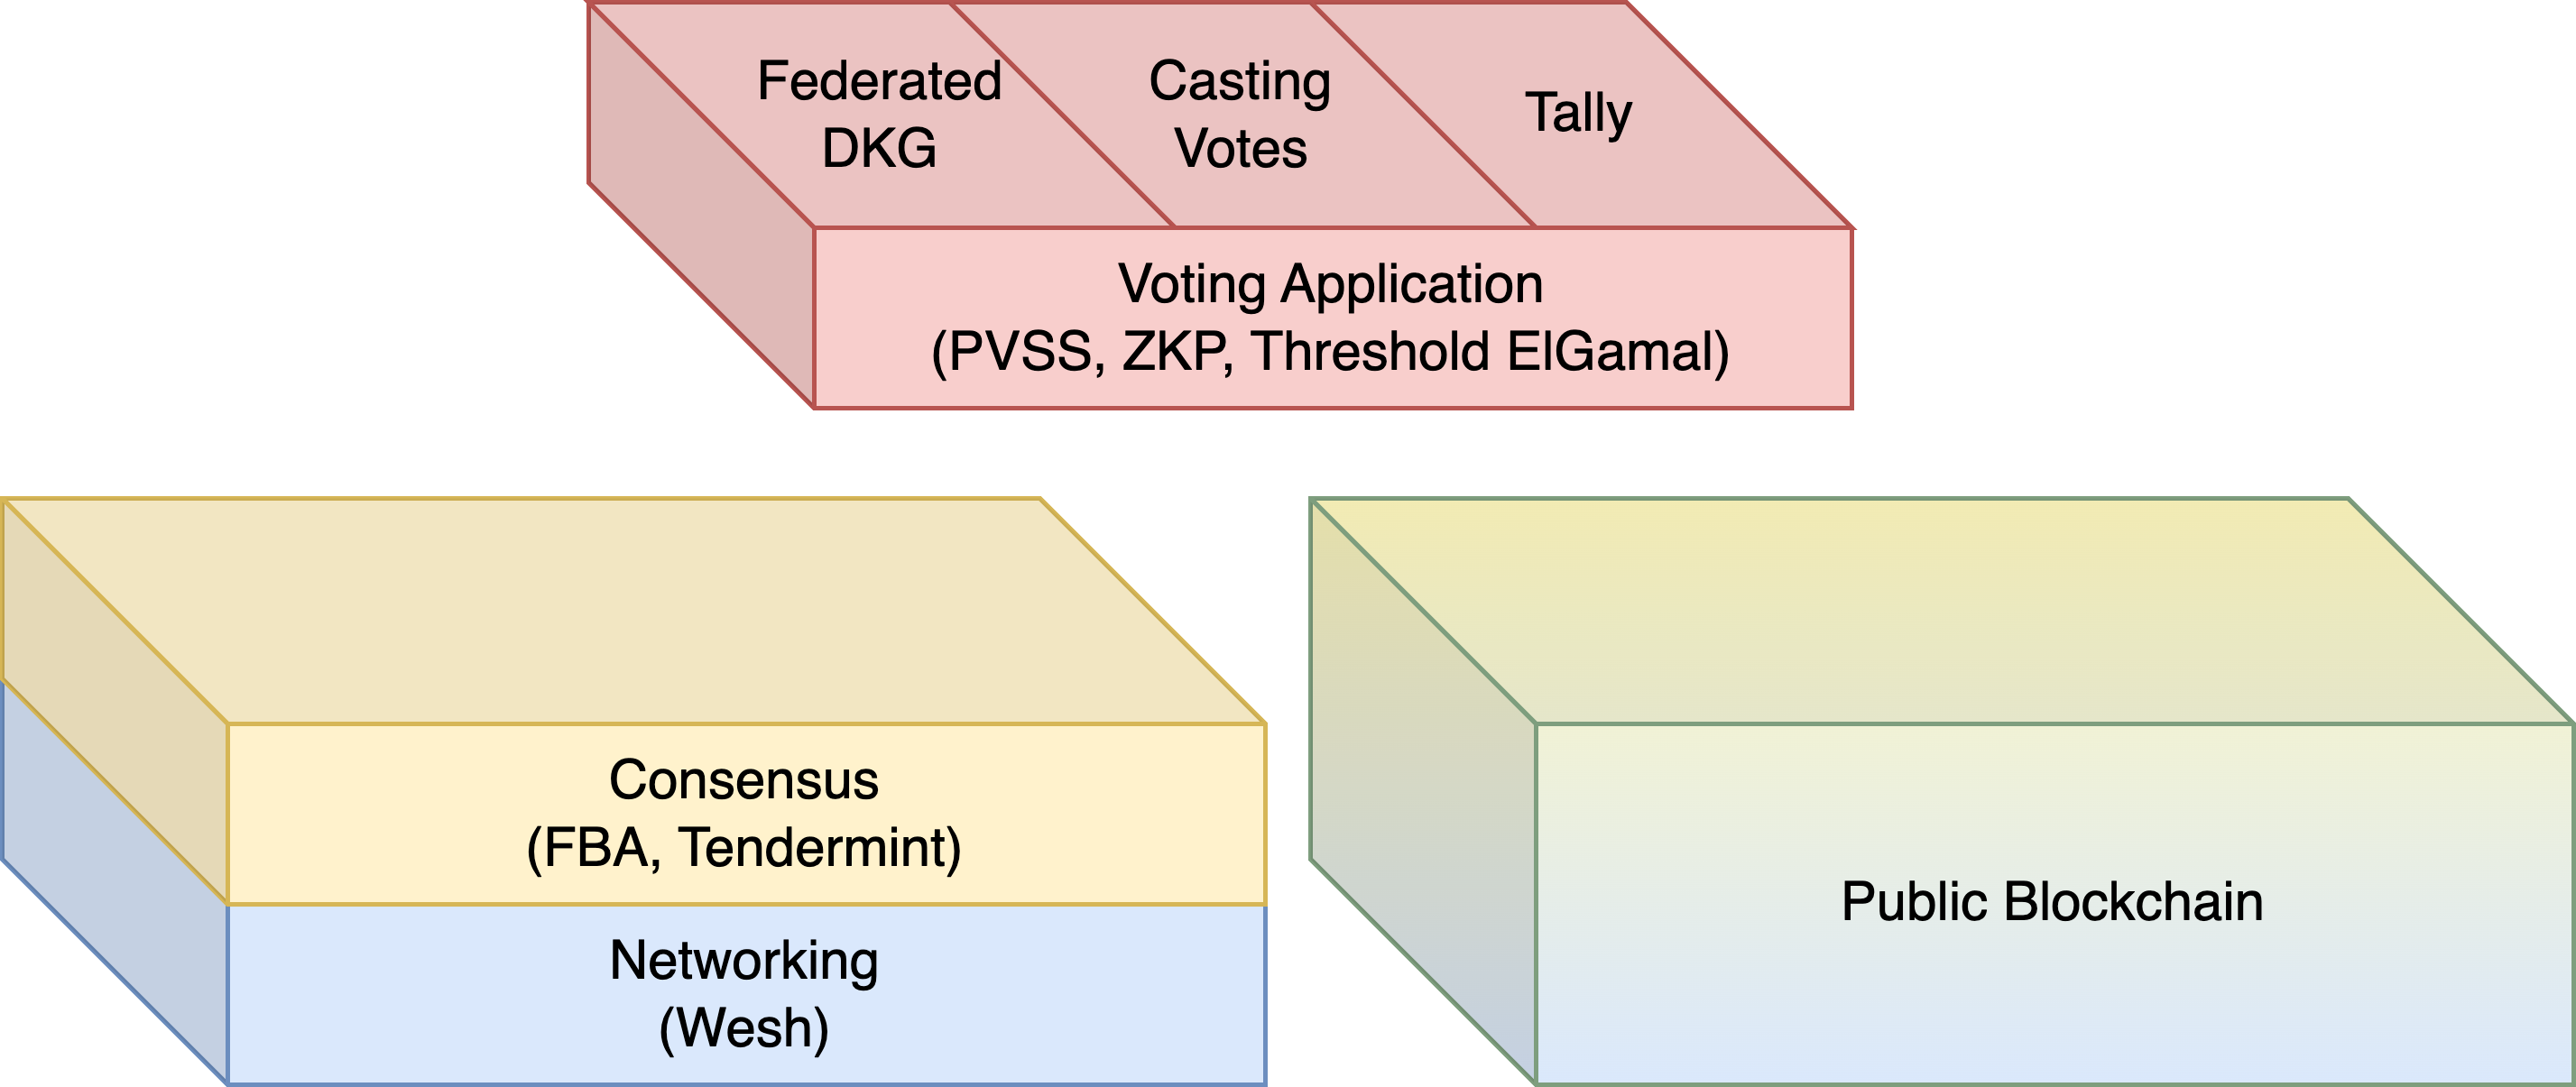 Federated
DKG
Casting
Votes
Tally
Voting Application
(PVSS, ZKP, Threshold ElGamal)
Consensus
(FBA, Tendermint)
Networking
(Wesh)
Public Blockchain